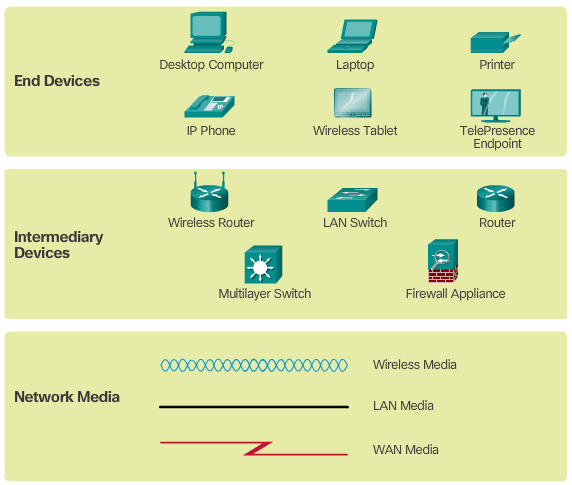 End Devices
Desktop Computer
Laptop
Printer
IP Phone
Wireless Tablet
TelePresence
Endpoint
Intermediary
Devices
Wireless Router
LAN Switch
Router
Multilayer Switch
Firewall Appliance
Network Media
Wireless Media
LAN Media
WAN Media